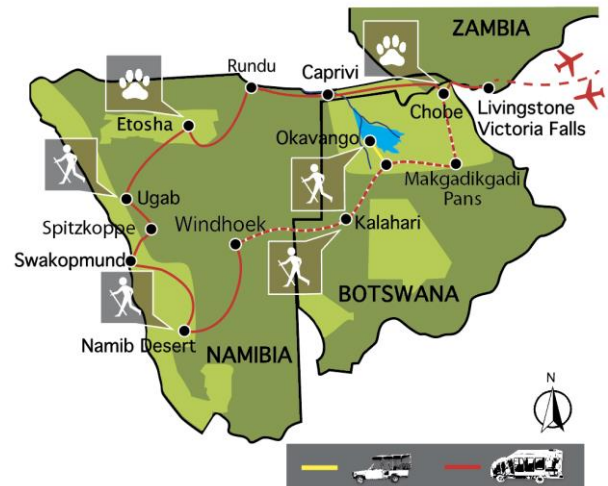 ZAMBIA
Rundu
Caprivi
Etosha
Chobe
Livingstone
Victoria Falls
Okavango
Ugab
Makgadikgadi
Pans
Spitzkoppe
Windhoek
Kalahari
Swakopmund
BOTSWANA
Namib Desert
NAMIBIA
N